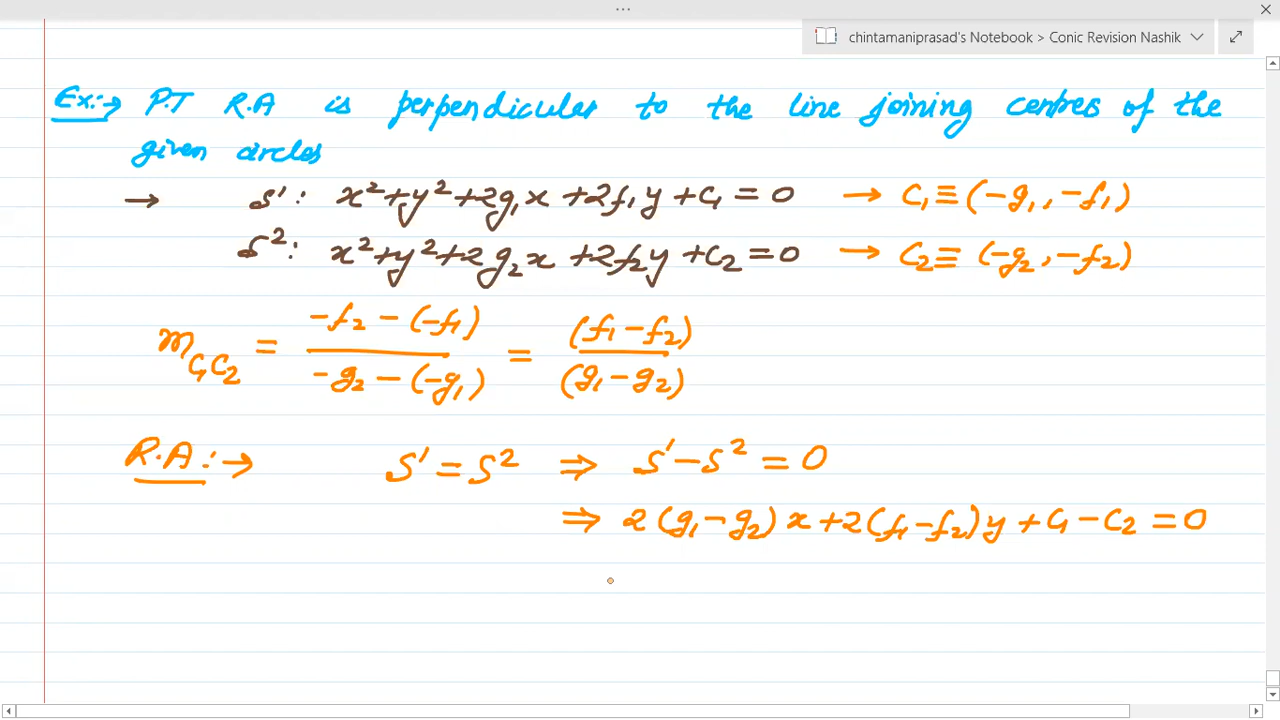 chintamaniprasad's Notebook > Conic Revision Nashik
Ex:→ P.T R.A is perpendicular to the line joining centres of the
given circles
→ S¹: x²+y²+2g₁x+2f₁y+c₁=0 → C₁≡(-g₁,-f₁)
S²: x²+y²+2g₂x+2f₂y+c₂=0 → C₂≡(-g₂,-f₂)
m_C₁C₂ = (-f₂-(-f₁))/(-g₂-(-g₁)) = (f₁-f₂)/(g₁-g₂)
R.A:→ S¹=S² ⇒ S¹-S²=0
⇒ 2(g₁-g₂)x+2(f₁-f₂)y+c₁-c₂=0